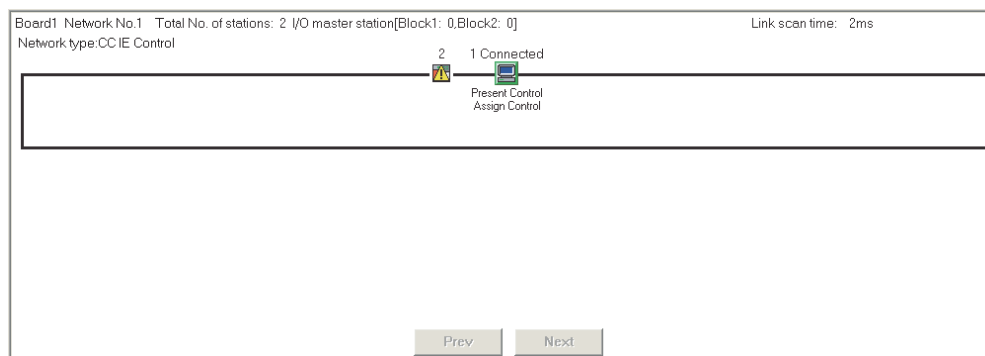 Board1 Network No.1 Total No. of stations: 2 I/O master station[Block1: 0,Block2: 0] Link scan time: 2ms
Network type:CC IE Control
2 1 Connected
Present Control
Assign Control
Prev Next